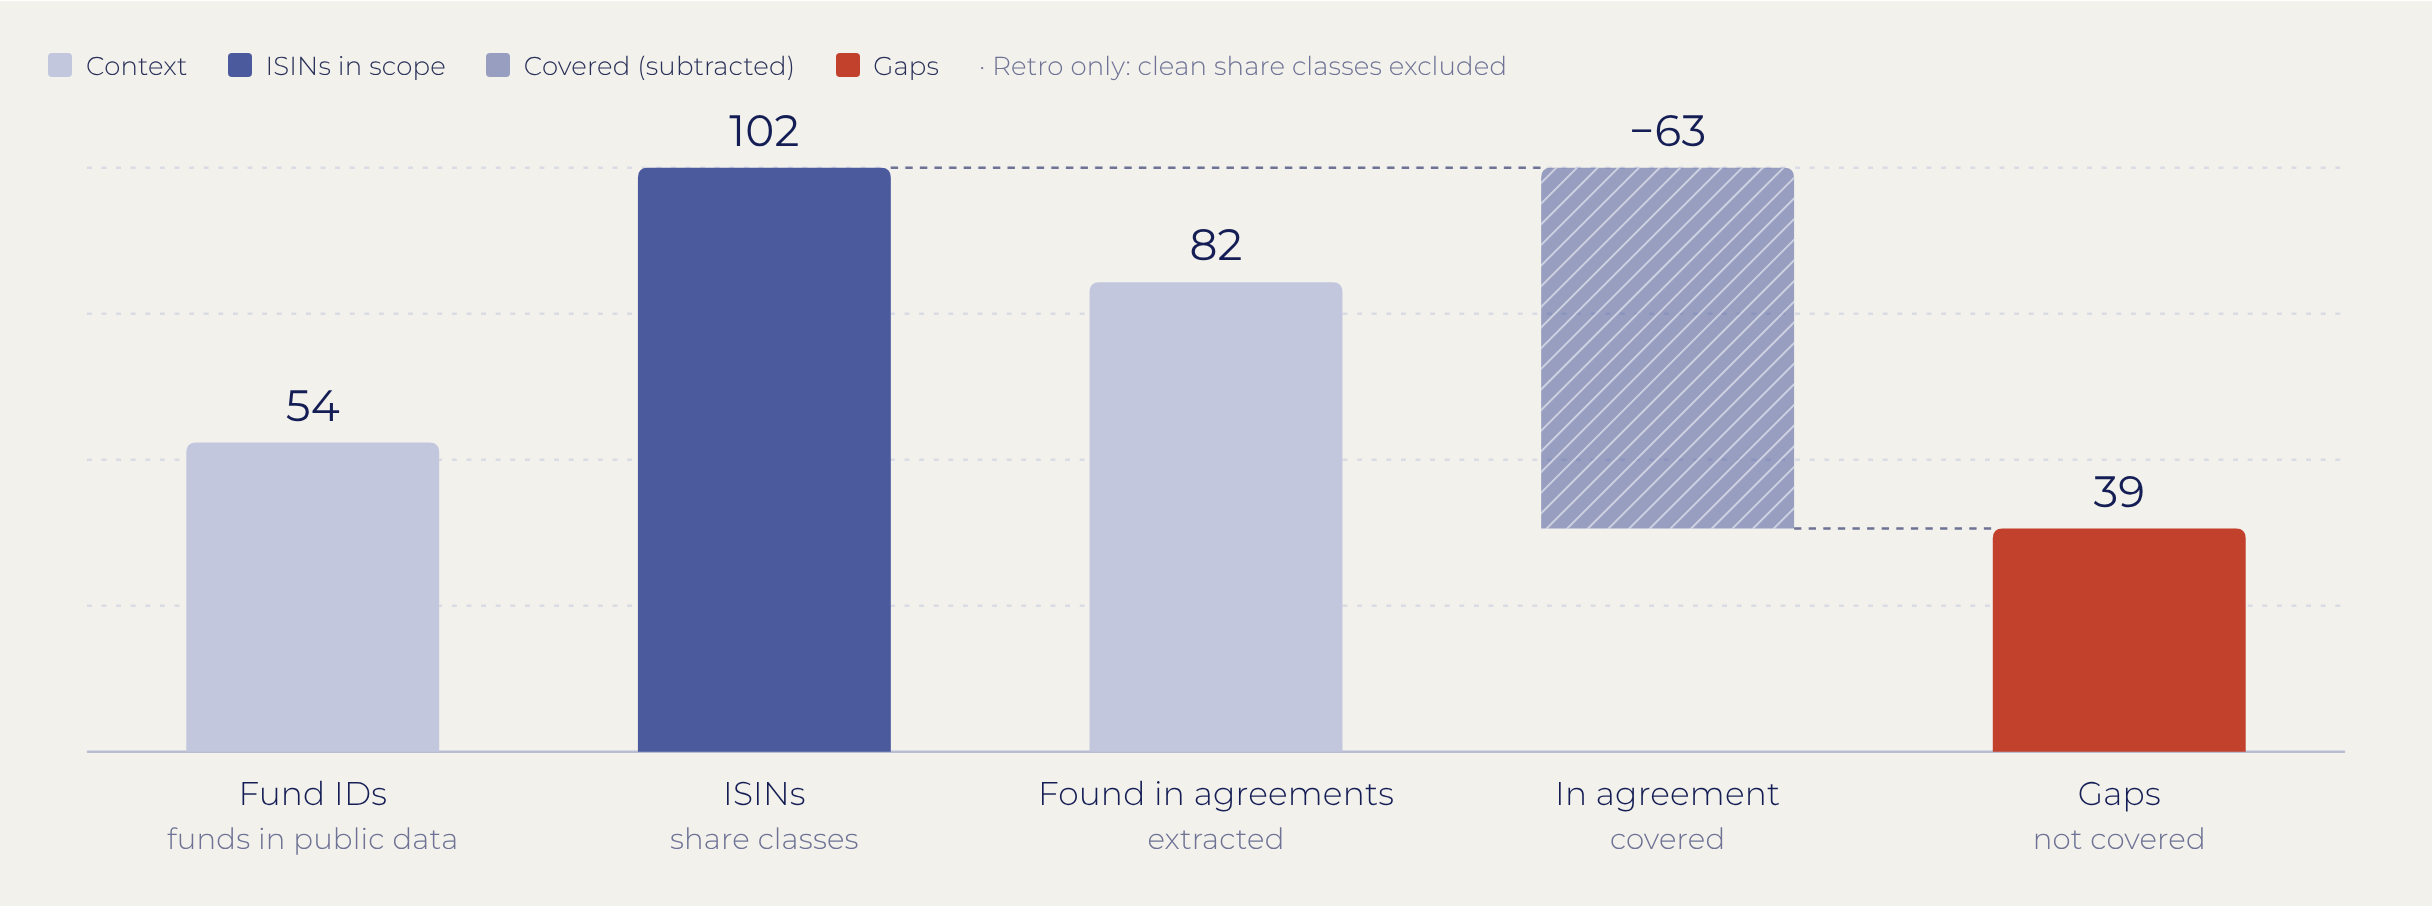 Context ISINs in scope Covered (subtracted) Gaps · Retro only: clean share classes excluded
102
−63
82
54
39
Fund IDs ISINs Found in agreements In agreement Gaps
funds in public data share classes extracted covered not covered